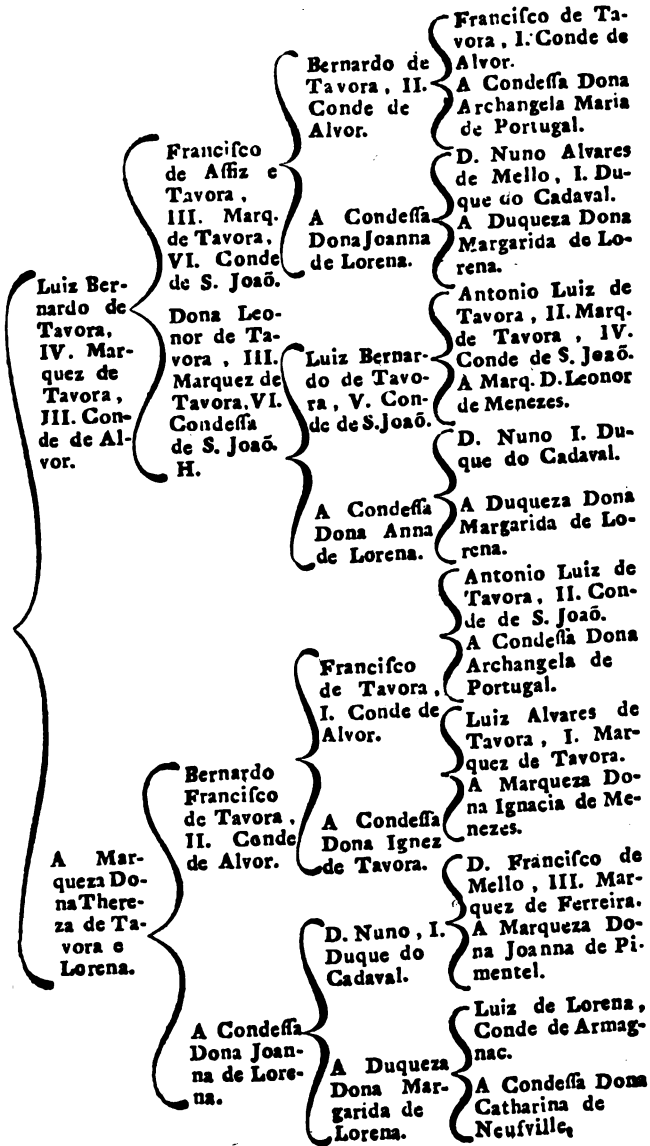 Luiz Ber-
nardo de
Tavora,
IV. Mar-
quez de
Tavora,
III. Con-
de de Al-
vor.
Francisco
de Assiz e
Tavora,
III. Marq.
de Tavora,
VI. Conde
de S. Joaõ.
Bernardo de
Tavora, II.
Conde de
Alvor.
Francisco de Ta-
vora, I. Conde de
Alvor.
A Condessa Dona
Archangela Maria
de Portugal.
A Condessa
Dona Joanna
de Lorena.
D. Nuno Alvares
de Mello, I. Du-
que do Cadaval.
A Duqueza Dona
Margarida de Lo-
rena.
Dona Leo-
nor de Ta-
vora, III.
Marquez de
Tavora, VI.
Condessa
de S. Joaõ.
H.
Luiz Bernar-
do de Tavo-
ra, V. Con-
de de S. Joaõ.
Antonio Luiz de
Tavora, II. Marq.
de Tavora, IV.
Conde de S. Joaõ.
A Marq. D. Leonor
de Menezes.
A Condessa
Dona Anna
de Lorena.
D. Nuno I. Du-
que do Cadaval.
A Duqueza Dona
Margarida de Lo-
rena.
A Mar-
queza Do-
na There-
za de Ta-
vora e
Lorena.
Bernardo
Francisco
de Tavora,
II. Conde
de Alvor.
Francisco
de Tavora,
I. Conde de
Alvor.
Antonio Luiz de
Tavora, II. Con-
de de S. Joaõ.
A Condessa Dona
Archangela de
Portugal.
A Condessa
Dona Ignez
de Tavora.
Luiz Alvares de
Tavora, I. Mar-
quez de Tavora.
A Marqueza Do-
na Ignacia de Me-
nezes.
A Condessa
Dona Joan-
na de Lore-
na.
D. Nuno, I.
Duque do
Cadaval.
D. Francisco de
Mello, III. Mar-
quez de Ferreira.
A Marqueza Do-
na Joanna de Pi-
mentel.
A Duqueza
Dona Mar-
garida de
Lorena.
Luiz de Lorena,
Conde de Armag-
nac.
A Condessa Dona
Catharina de
Neufville,